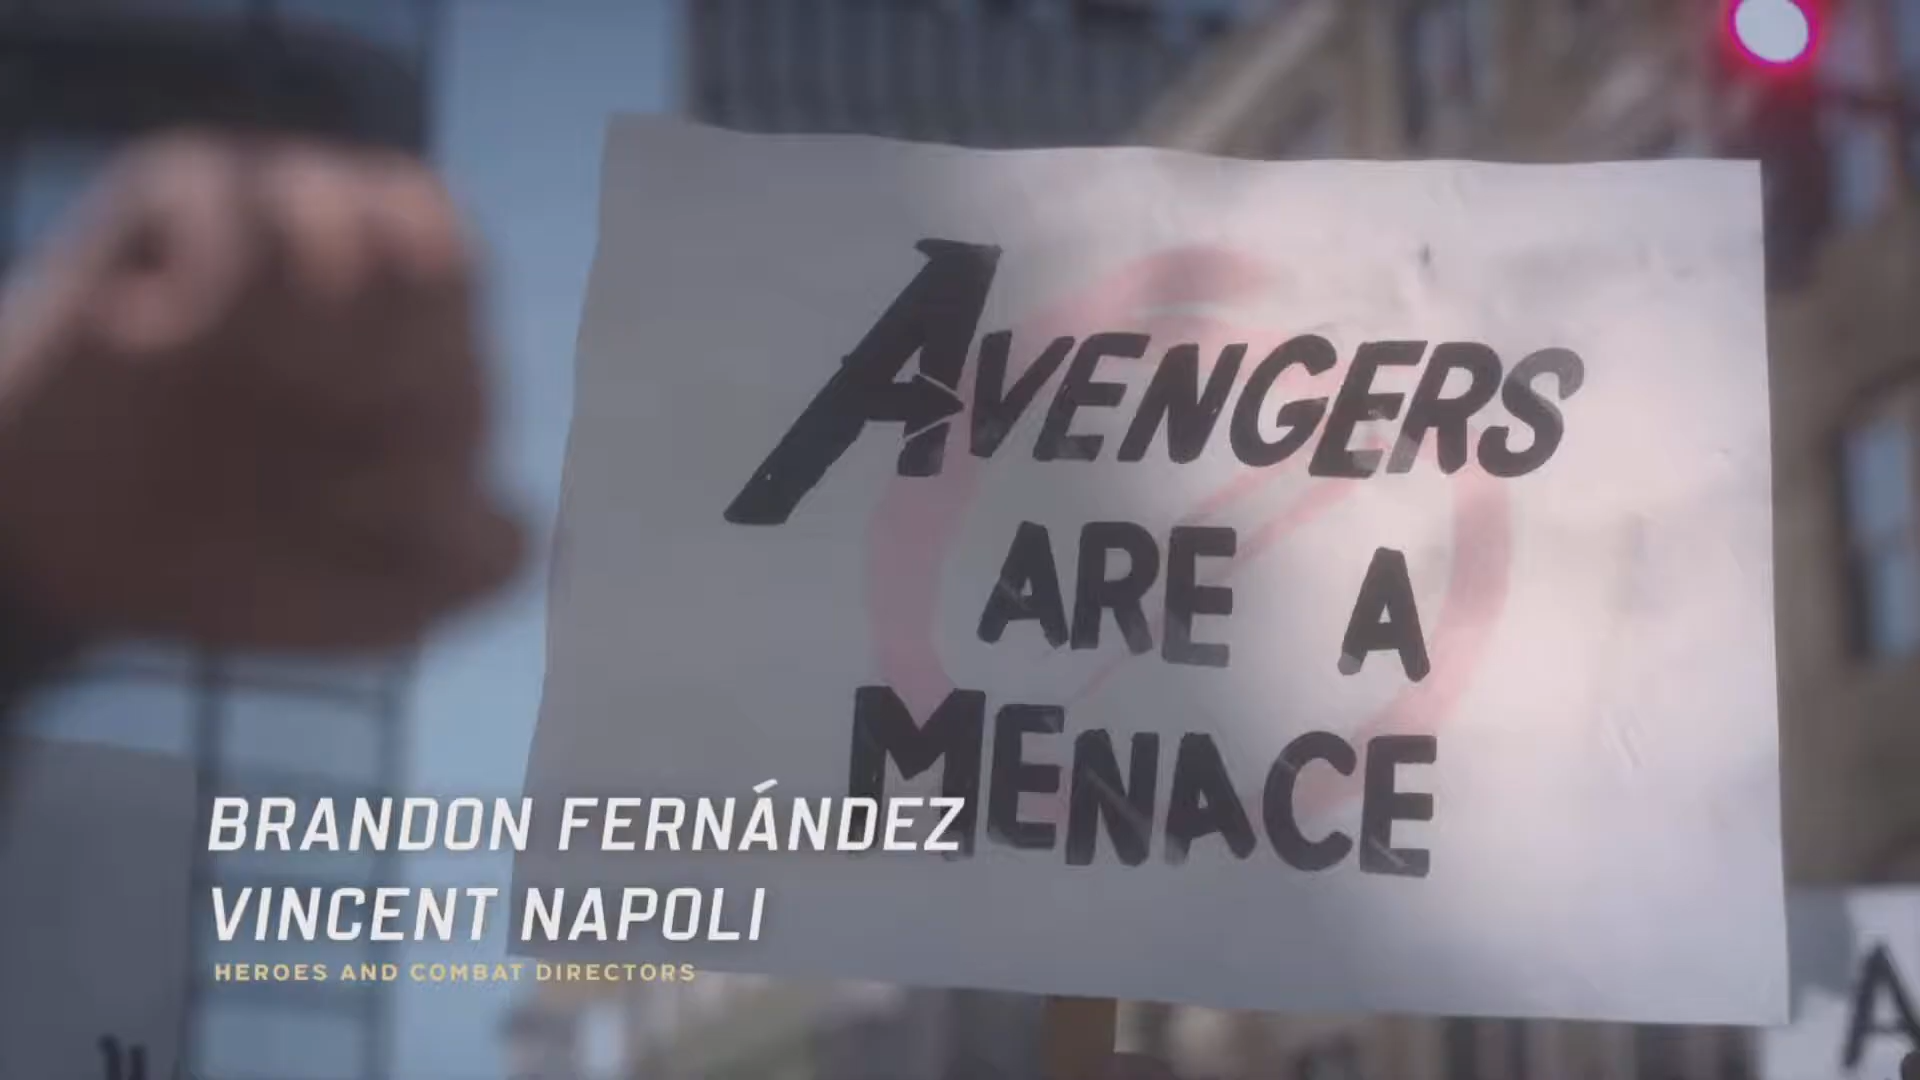 AVENGERS
ARE A
MENACE
BRANDON FERNÁNDEZ
VINCENT NAPOLI
HEROES AND COMBAT DIRECTORS
A